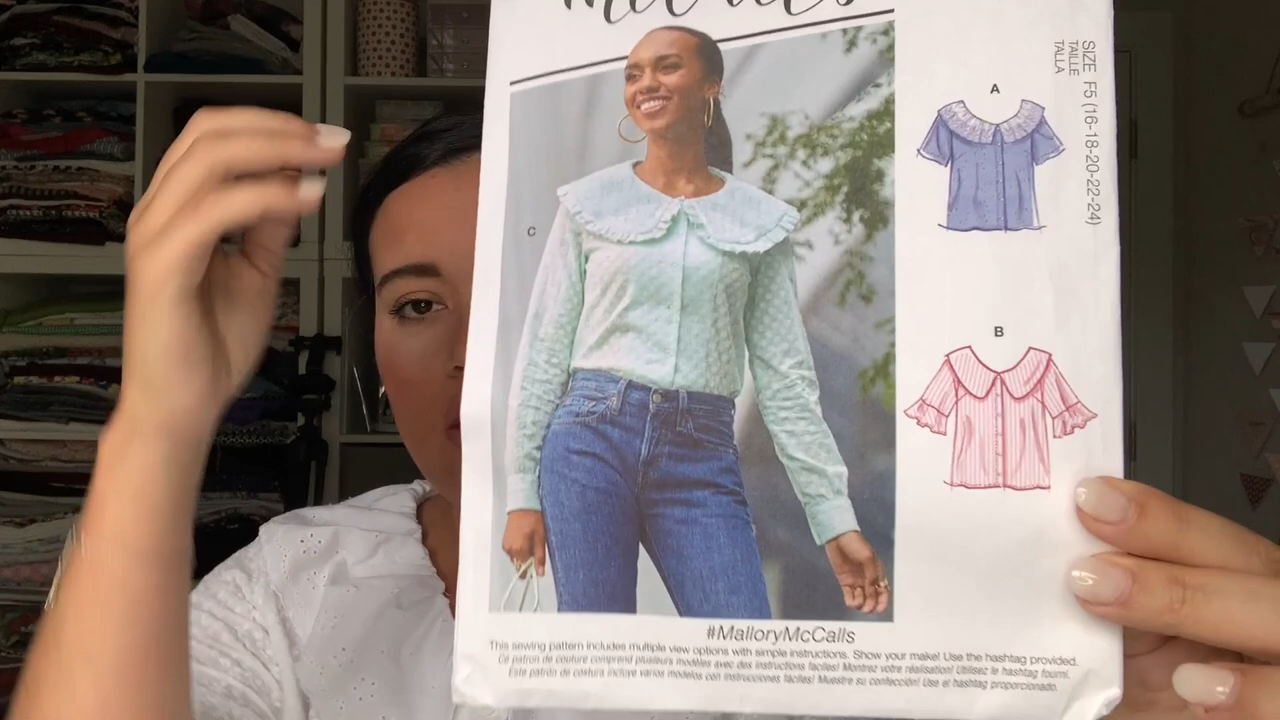 A
SIZE F5 (16-18-20-22-24)
TAILLE
TALLA
C
B
#MalloryMcCalls
This sewing pattern includes multiple view options with simple instructions. Show your make! Use the hashtag provided.
Ce patron de couture comprend plusieurs modèles avec des instructions faciles! Montrez votre réalisation! Utilisez le hashtag fourni.
Este patrón de costura incluye varios modelos con instrucciones fáciles! Muestre su confección! Use el hashtag proporcionado.